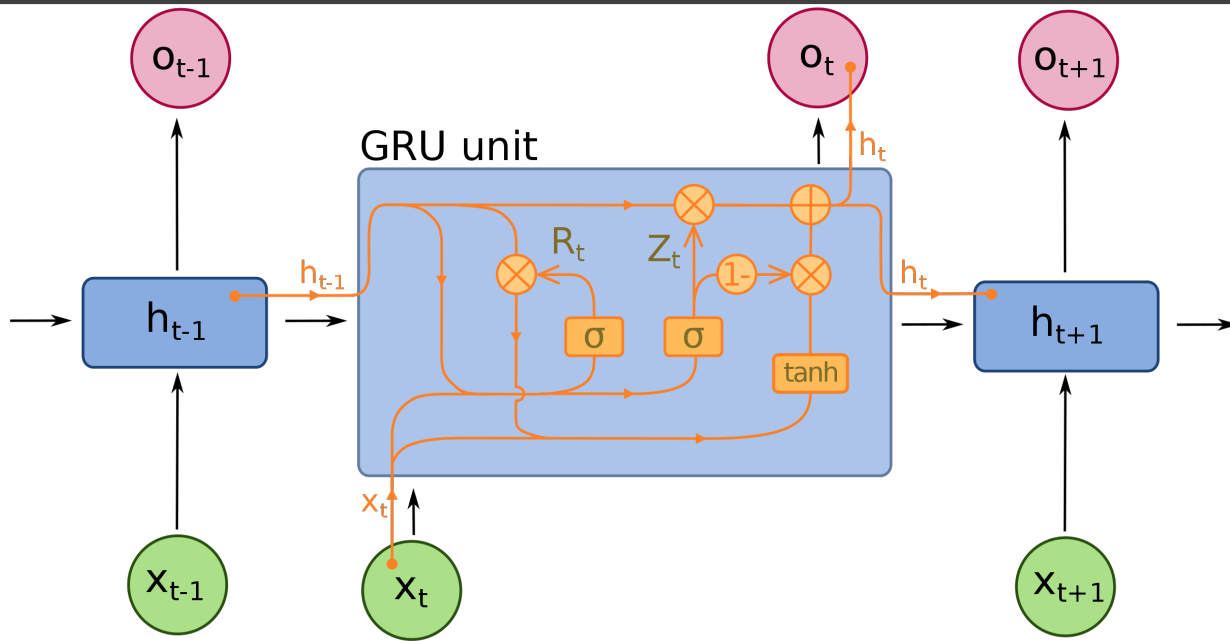 o_{t-1}
o_t
o_{t+1}
GRU unit
h_t
R_t
Z_t
h_{t-1}
1-
h_t
h_{t-1}
σ
σ
h_{t+1}
tanh
x_t
x_{t-1}
x_t
x_{t+1}